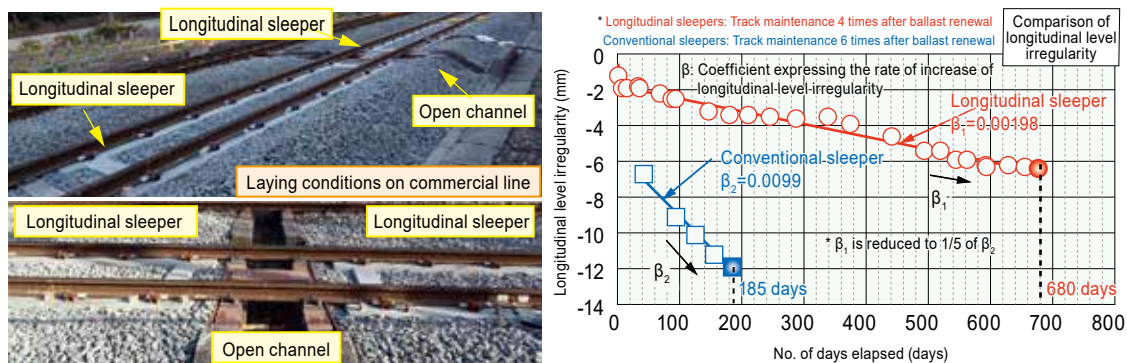 Longitudinal sleeper
Longitudinal sleeper
Open channel
Laying conditions on commercial line
Longitudinal sleeper
Longitudinal sleeper
Open channel
* Longitudinal sleepers: Track maintenance 4 times after ballast renewal
Conventional sleepers: Track maintenance 6 times after ballast renewal
Comparison of
longitudinal level
irregularity
β: Coefficient expressing the rate of increase of
longitudinal level irregularity
Longitudinal sleeper
β₁=0.00198
Conventional sleeper
β₂=0.0099
β₁
* β₁ is reduced to 1/5 of β₂
β₂
185 days
680 days
Longitudinal level irregularity (mm)
0
-2
-4
-6
-8
-10
-12
-14
0 100 200 300 400 500 600 700 800
No. of days elapsed (days)